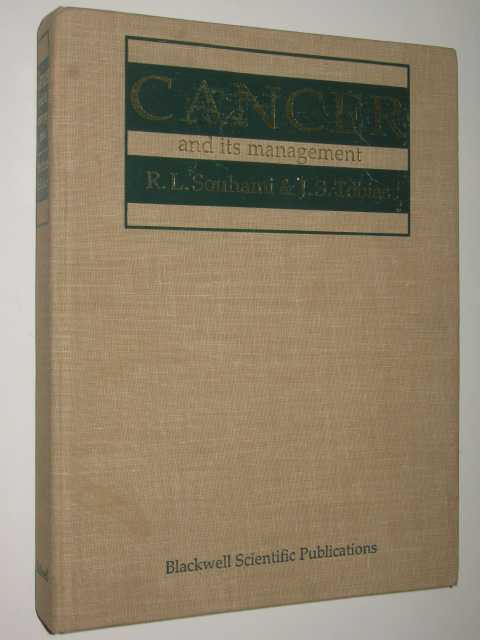 CANCER
and its management
R. L. Souhami & J. S. Tobias
Blackwell Scientific Publications